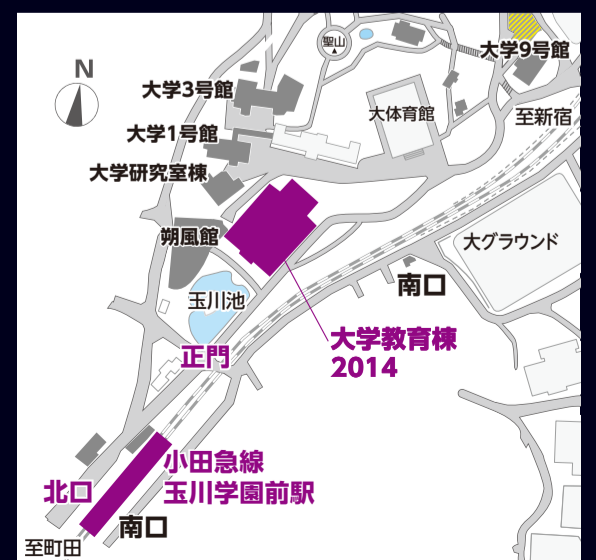 聖山
大学9号館
N
大学3号館
大体育館
至新宿
大学1号館
大学研究室棟
朔風館
大グラウンド
南口
玉川池
大学教育棟
2014
正門
小田急線
玉川学園前駅
北口
南口
至町田